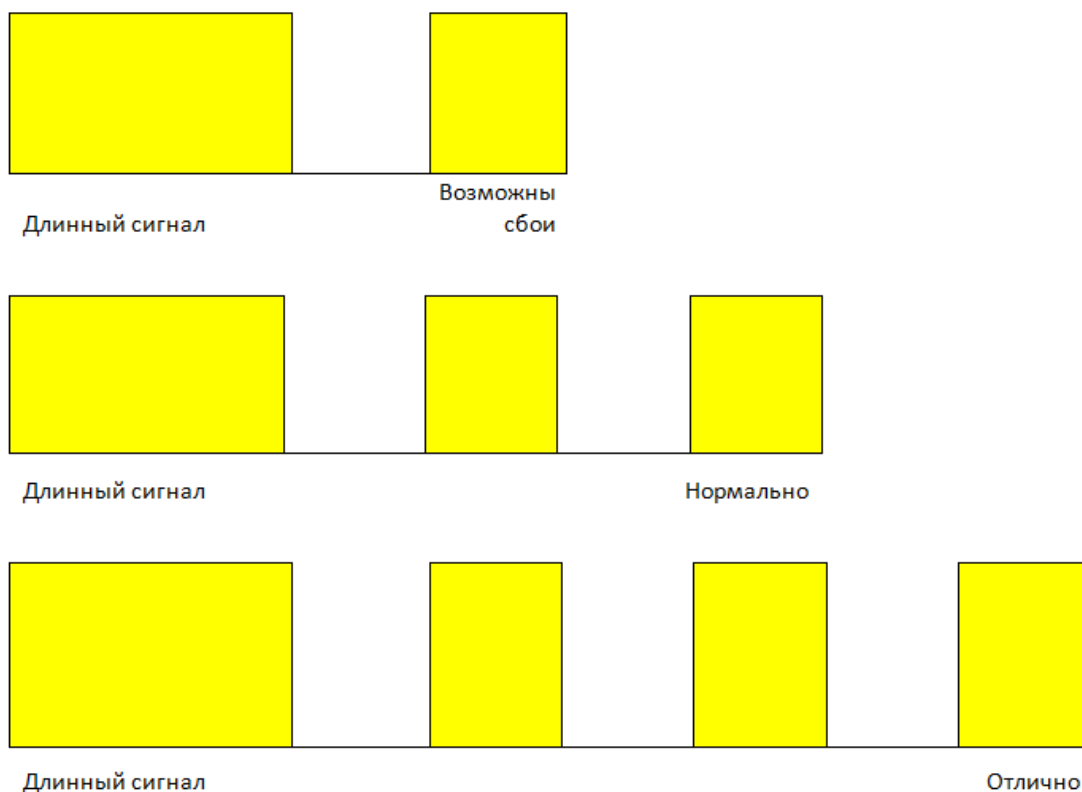 Возможны
Длинный сигнал сбои
Длинный сигнал Нормально
Длинный сигнал Отлично